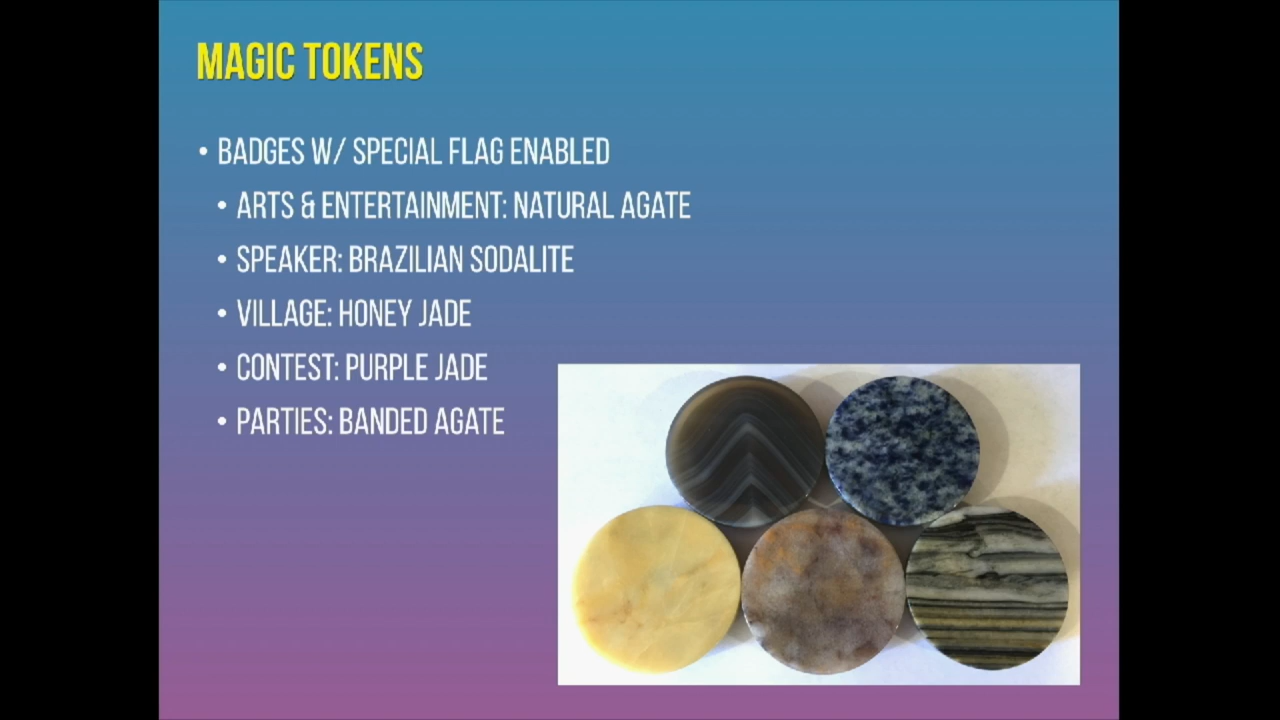 MAGIC TOKENS
• BADGES W/ SPECIAL FLAG ENABLED
• ARTS & ENTERTAINMENT: NATURAL AGATE
• SPEAKER: BRAZILIAN SODALITE
• VILLAGE: HONEY JADE
• CONTEST: PURPLE JADE
• PARTIES: BANDED AGATE